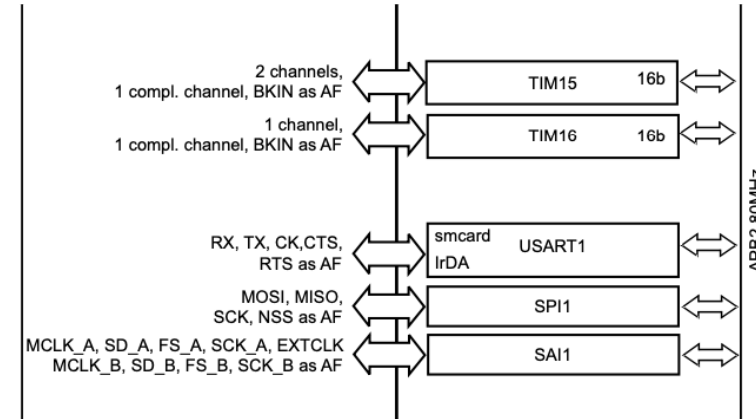 2 channels,
1 compl. channel, BKIN as AF
TIM15
16b
1 channel,
1 compl. channel, BKIN as AF
TIM16
16b
RX, TX, CK,CTS,
RTS as AF
smcard
IrDA
USART1
MOSI, MISO,
SCK, NSS as AF
SPI1
MCLK_A, SD_A, FS_A, SCK_A, EXTCLK
MCLK_B, SD_B, FS_B, SCK_B as AF
SAI1
APB2 80MHz